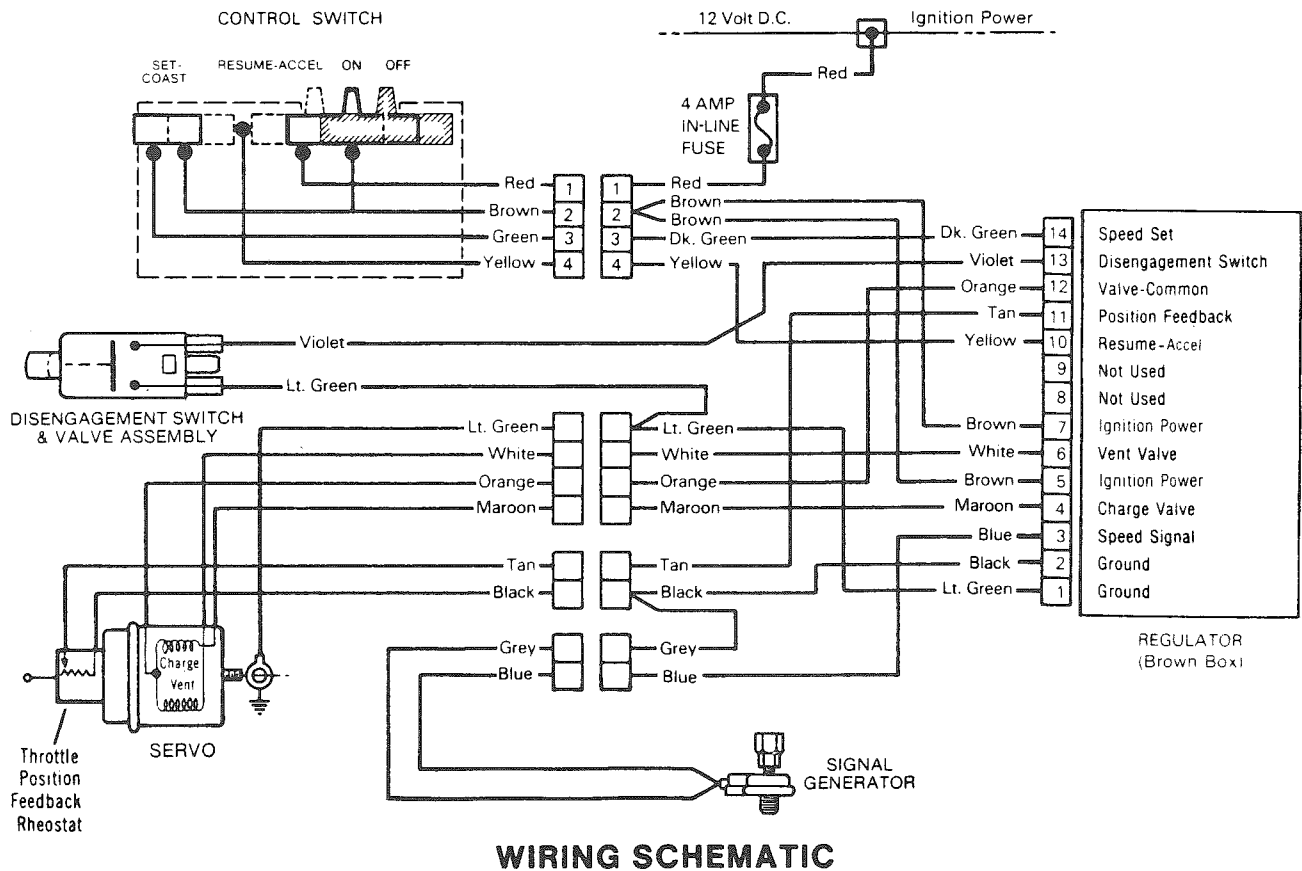 CONTROL SWITCH
12 Volt D.C.
Ignition Power
SET-
COAST
RESUME-ACCEL
ON
OFF
Red
4 AMP
IN-LINE
FUSE
Red
1
1
Red
Brown
2
2
Brown
Brown
Green
3
3
Dk. Green
Yellow
4
4
Yellow
Dk. Green
14
Speed Set
Violet
13
Disengagement Switch
Orange
12
Valve-Common
Tan
11
Position Feedback
Yellow
10
Resume-Accel
9
Not Used
8
Not Used
Brown
7
Ignition Power
White
6
Vent Valve
Brown
5
Ignition Power
Maroon
4
Charge Valve
Blue
3
Speed Signal
Black
2
Ground
Lt. Green
1
Ground
REGULATOR
(Brown Box)
Violet
Lt. Green
DISENGAGEMENT SWITCH
& VALVE ASSEMBLY
Lt. Green
Lt. Green
White
White
Orange
Orange
Maroon
Maroon
Tan
Tan
Black
Black
Grey
Grey
Blue
Blue
Charge
Vent
SERVO
Throttle
Position
Feedback
Rheostat
SIGNAL
GENERATOR
WIRING SCHEMATIC